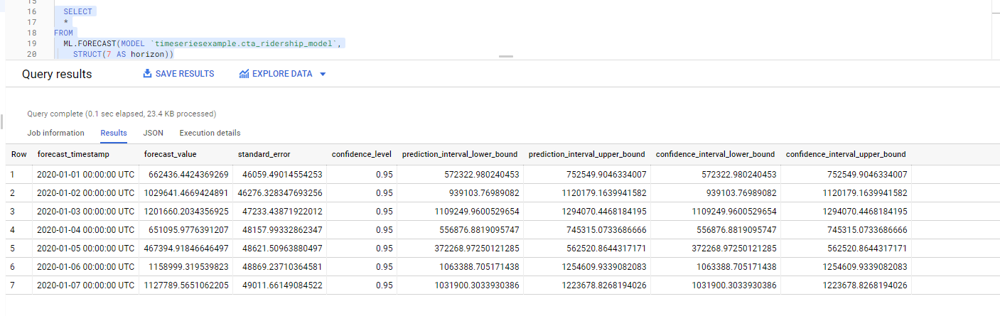 15
16 SELECT
17 *
18 FROM
19 ML.FORECAST(MODEL `timeseriesexample.cta_ridership_model`,
20 STRUCT(7 AS horizon))
Query results SAVE RESULTS EXPLORE DATA
Query complete (0.1 sec elapsed, 23.4 KB processed)
Job information Results JSON Execution details
Row forecast_timestamp forecast_value standard_error confidence_level prediction_interval_lower_bound prediction_interval_upper_bound confidence_interval_lower_bound confidence_interval_upper_bound
1 2020-01-01 00:00:00 UTC 662436.4424369269 46059.49014554253 0.95 572322.980240453 752549.9046334007 572322.980240453 752549.9046334007
2 2020-01-02 00:00:00 UTC 1029641.4669424891 46276.328347693256 0.95 939103.76989082 1120179.1639941582 939103.76989082 1120179.1639941582
3 2020-01-03 00:00:00 UTC 1201660.2034356925 47233.43871922012 0.95 1109249.9600529654 1294070.4468184195 1109249.9600529654 1294070.4468184195
4 2020-01-04 00:00:00 UTC 651095.9776391207 48157.99332862347 0.95 556876.8819095747 745315.0733686666 556876.8819095747 745315.0733686666
5 2020-01-05 00:00:00 UTC 467394.91846646497 48621.50963880497 0.95 372268.97250121285 562520.8644317171 372268.97250121285 562520.8644317171
6 2020-01-06 00:00:00 UTC 1158999.319539823 48869.23710364581 0.95 1063388.705171438 1254609.9339082083 1063388.705171438 1254609.9339082083
7 2020-01-07 00:00:00 UTC 1127789.5651062205 49011.66149084522 0.95 1031900.3033930386 1223678.8268194026 1031900.3033930386 1223678.8268194026